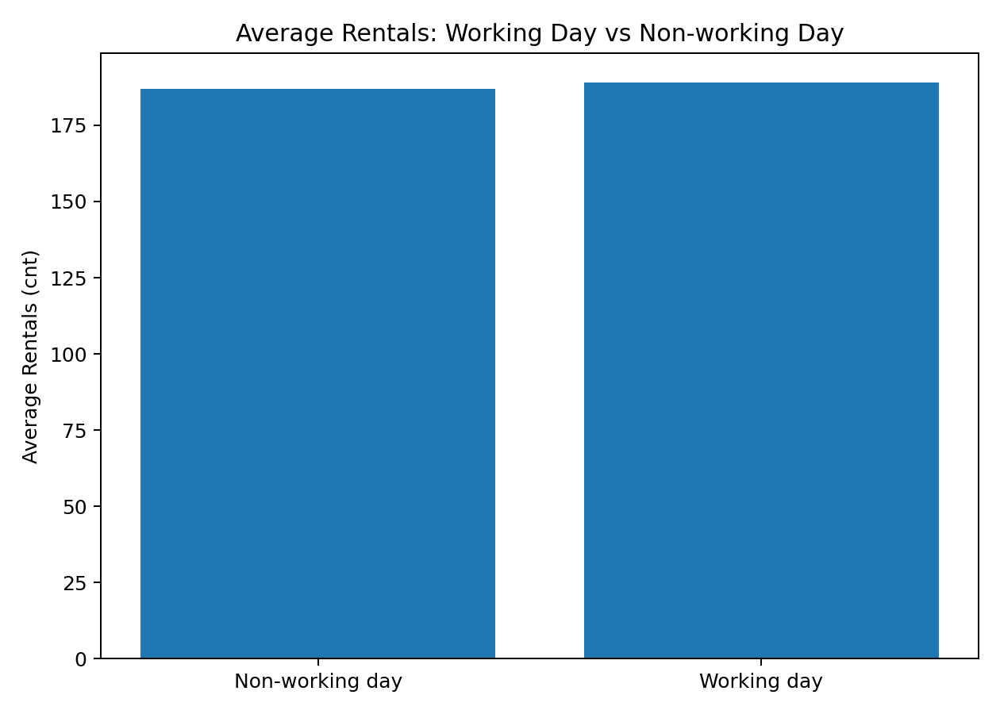 Average Rentals: Working Day vs Non-working Day
Average Rentals (cnt)
175
150
125
100
75
50
25
0
Non-working day
Working day